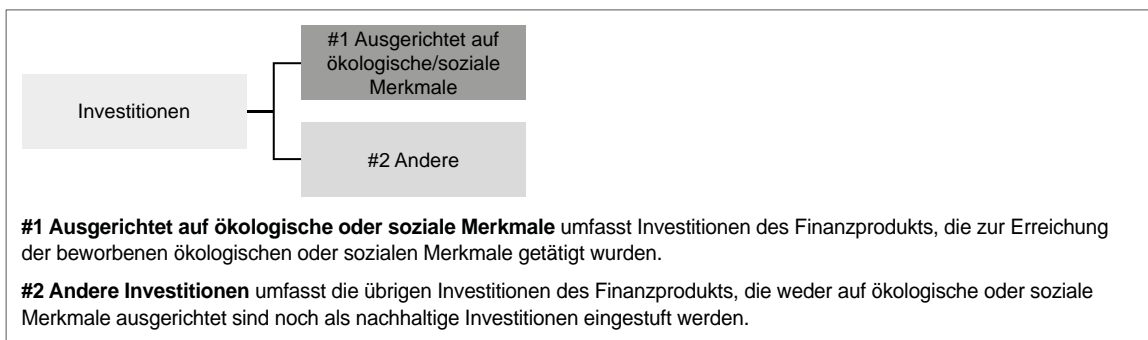 #1 Ausgerichtet auf
ökologische/soziale
Merkmale
Investitionen
#2 Andere
#1 Ausgerichtet auf ökologische oder soziale Merkmale umfasst Investitionen des Finanzprodukts, die zur Erreichung
der beworbenen ökologischen oder sozialen Merkmale getätigt wurden.
#2 Andere Investitionen umfasst die übrigen Investitionen des Finanzprodukts, die weder auf ökologische oder soziale
Merkmale ausgerichtet sind noch als nachhaltige Investitionen eingestuft werden.